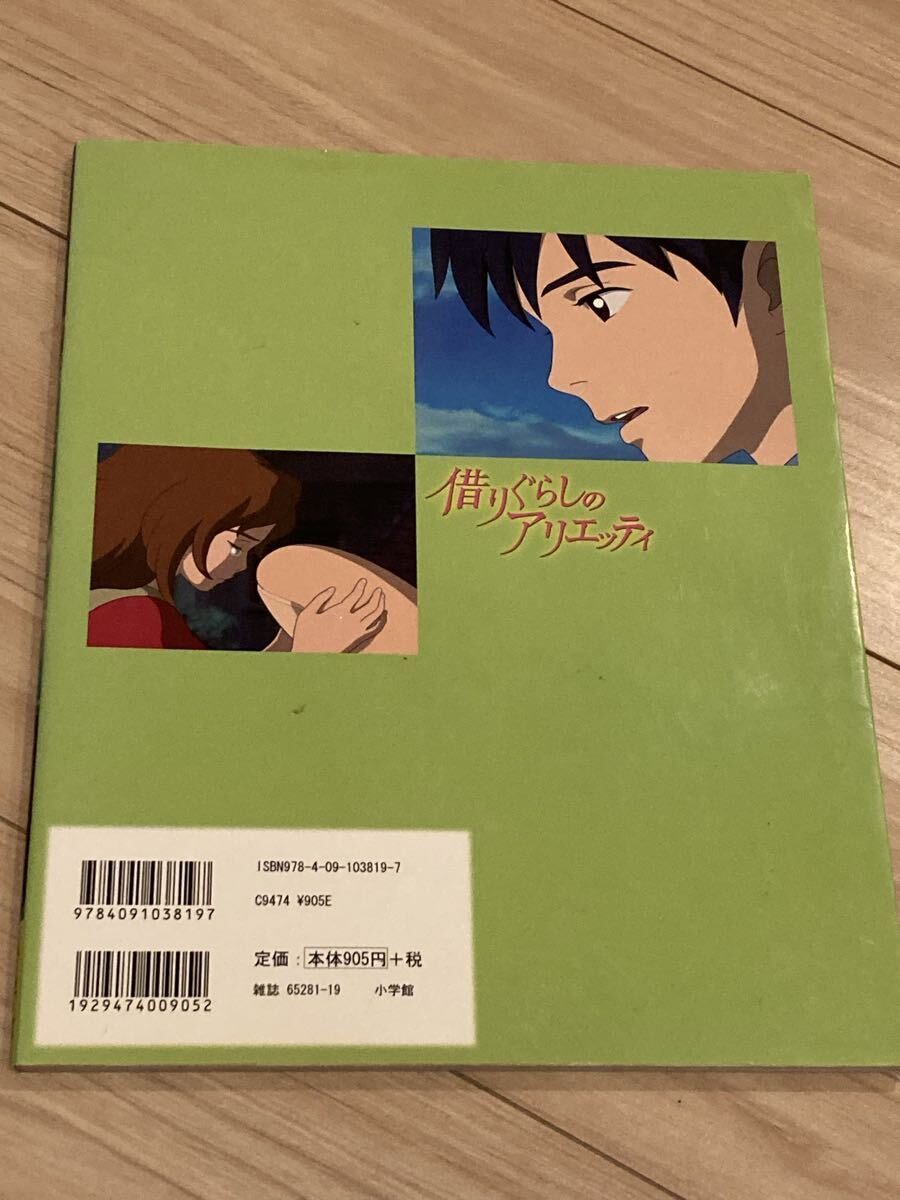 借りぐらしの
アリエッティ
ISBN978-4-09-103819-7
C9474 ¥905E
9784091038197
定価：本体905円＋税
雑誌 65281-19 小学館
1929474009052